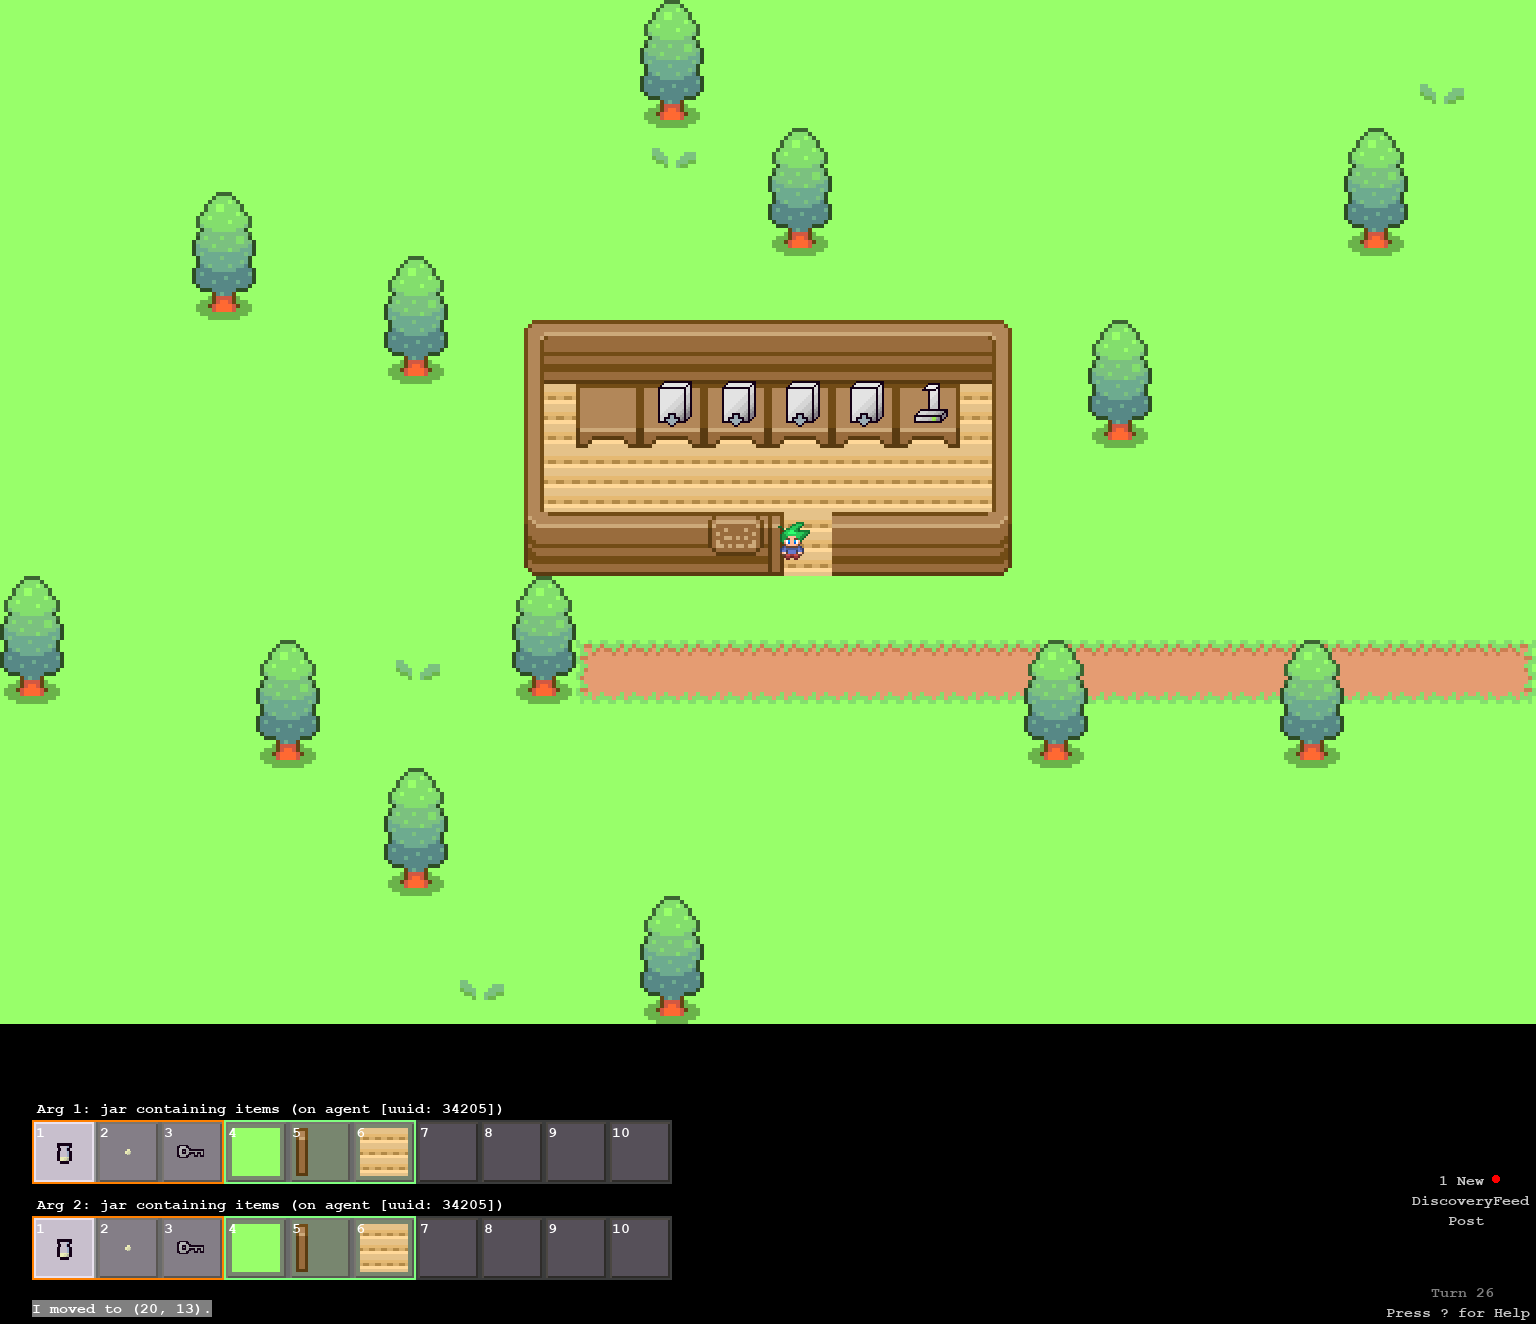 Arg 1: jar containing items (on agent [uuid: 34205])
1 2 3 4 5 6 7 8 9 10
Arg 2: jar containing items (on agent [uuid: 34205])
1 2 3 4 5 6 7 8 9 10
I moved to (20, 13).
1 New
DiscoveryFeed
Post
Turn 26
Press ? for Help